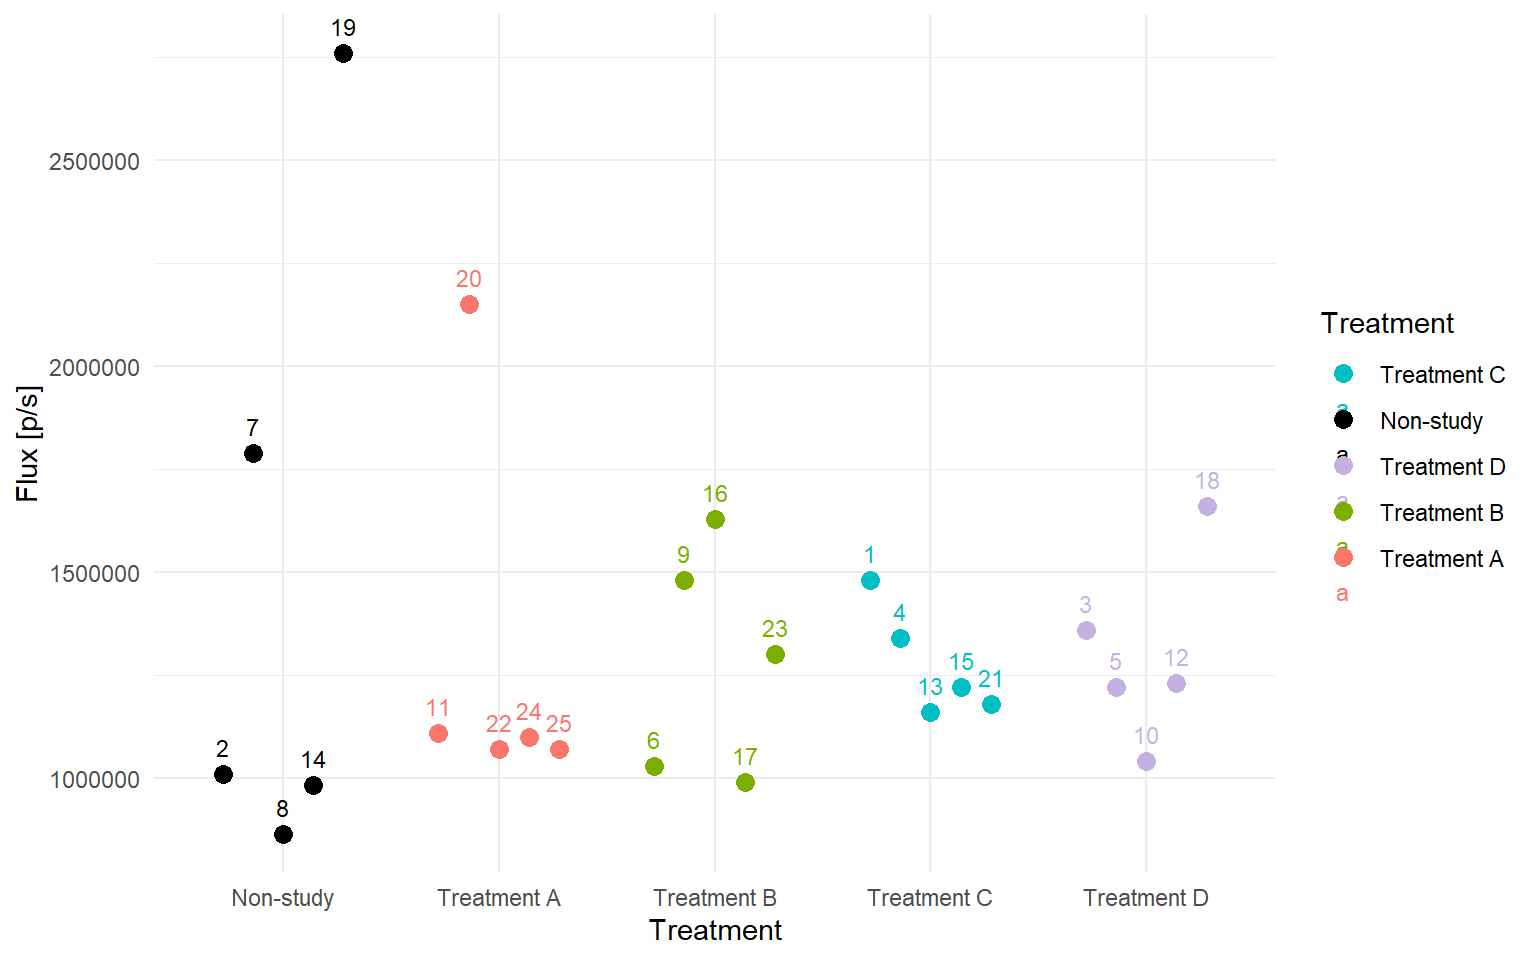 19
2500000
20
2000000
Flux [p/s]
7
18
16
1500000
9
1
4
3
23
15
12
13
21
5
11
22
24
25
10
6
17
2
14
8
1000000
Non-study
Treatment A
Treatment B
Treatment C
Treatment D
Treatment
Treatment
Treatment C
a
Non-study
a
Treatment D
a
Treatment B
a
Treatment A
a